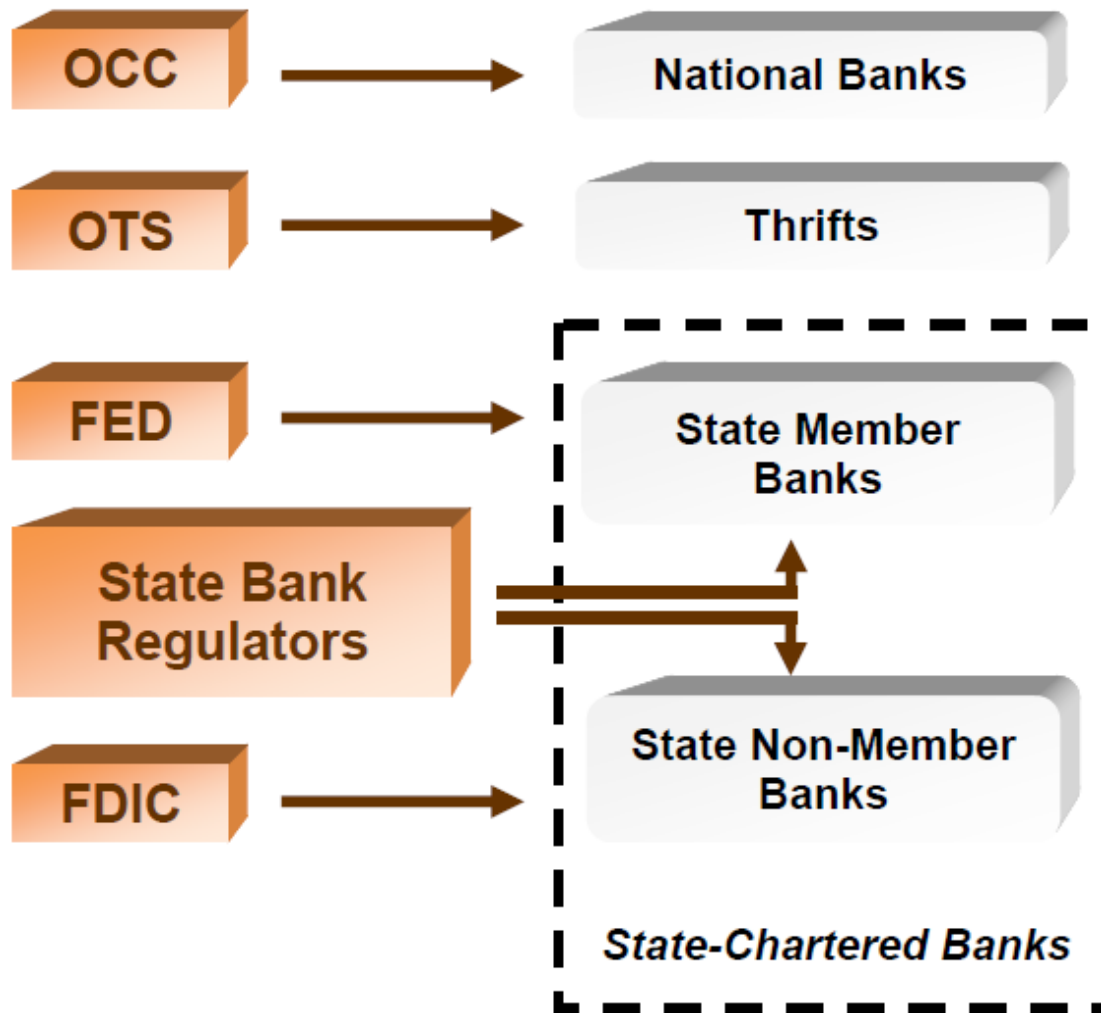 OCC
National Banks
OTS
Thrifts
FED
State Member
Banks
State Bank
Regulators
State Non-Member
Banks
FDIC
State-Chartered Banks